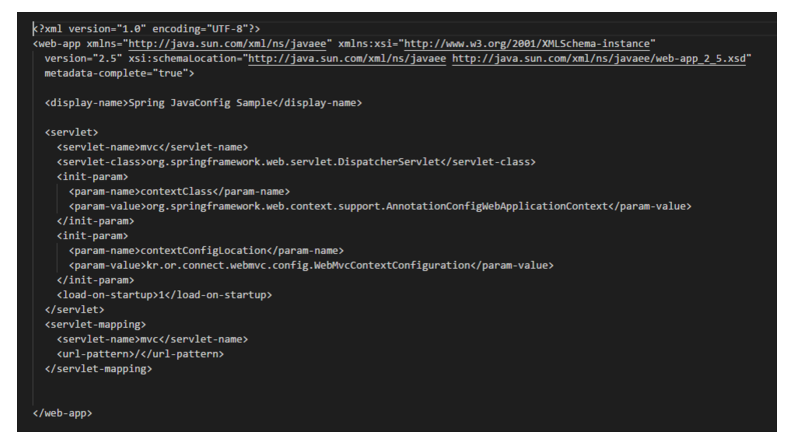 <?xml version="1.0" encoding="UTF-8"?>
<web-app xmlns="http://java.sun.com/xml/ns/javaee" xmlns:xsi="http://www.w3.org/2001/XMLSchema-instance"
  version="2.5" xsi:schemaLocation="http://java.sun.com/xml/ns/javaee http://java.sun.com/xml/ns/javaee/web-app_2_5.xsd"
  metadata-complete="true">

  <display-name>Spring JavaConfig Sample</display-name>

  <servlet>
    <servlet-name>mvc</servlet-name>
    <servlet-class>org.springframework.web.servlet.DispatcherServlet</servlet-class>
    <init-param>
      <param-name>contextClass</param-name>
      <param-value>org.springframework.web.context.support.AnnotationConfigWebApplicationContext</param-value>
    </init-param>
    <init-param>
      <param-name>contextConfigLocation</param-name>
      <param-value>kr.or.connect.webmvc.config.WebMvcContextConfiguration</param-value>
    </init-param>
    <load-on-startup>1</load-on-startup>
  </servlet>
  <servlet-mapping>
    <servlet-name>mvc</servlet-name>
    <url-pattern>/</url-pattern>
  </servlet-mapping>

</web-app>